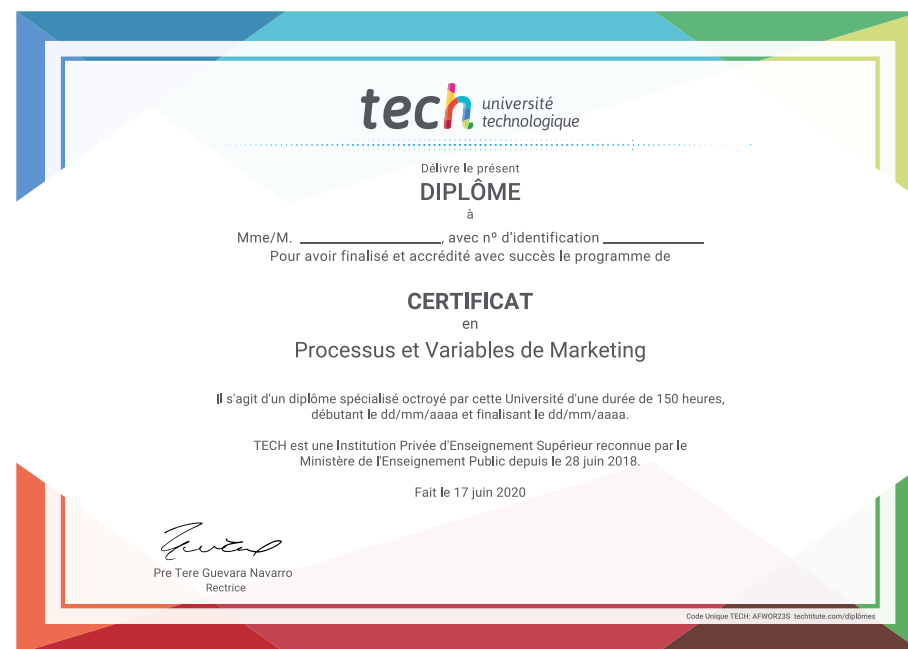 tech université
technologique
Délivre le présent
DIPLÔME
à
Mme/M. ____________________, avec nº d'identification ______________
Pour avoir finalisé et accrédité avec succès le programme de
CERTIFICAT
en
Processus et Variables de Marketing
Il s'agit d'un diplôme spécialisé octroyé par cette Université d'une durée de 150 heures,
débutant le dd/mm/aaaa et finalisant le dd/mm/aaaa.
TECH est une Institution Privée d'Enseignement Supérieur reconnue par le
Ministère de l'Enseignement Public depuis le 28 juin 2018.
Fait le 17 juin 2020
Pre Tere Guevara Navarro
Rectrice
Code Unique TECH: AFWOR23S techtitute.com/diplômes